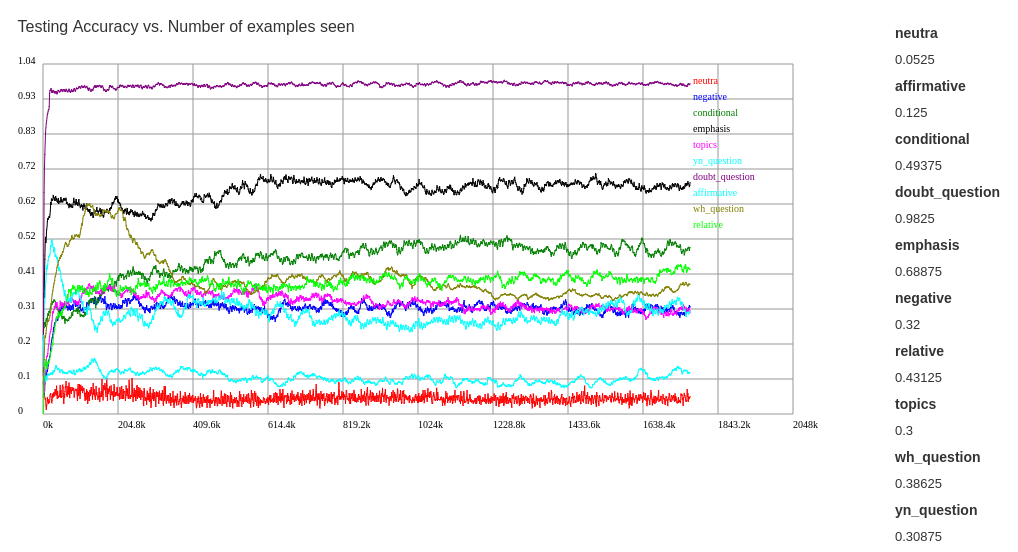 Testing Accuracy vs. Number of examples seen
1.04
0.93
0.83
0.72
0.62
0.52
0.41
0.31
0.2
0.1
0
0k 204.8k 409.6k 614.4k 819.2k 1024k 1228.8k 1433.6k 1638.4k 1843.2k 2048k
neutra
negative
conditional
emphasis
topics
yn_question
doubt_question
affirmative
wh_question
relative
neutra
0.0525
affirmative
0.125
conditional
0.49375
doubt_question
0.9825
emphasis
0.68875
negative
0.32
relative
0.43125
topics
0.3
wh_question
0.38625
yn_question
0.30875